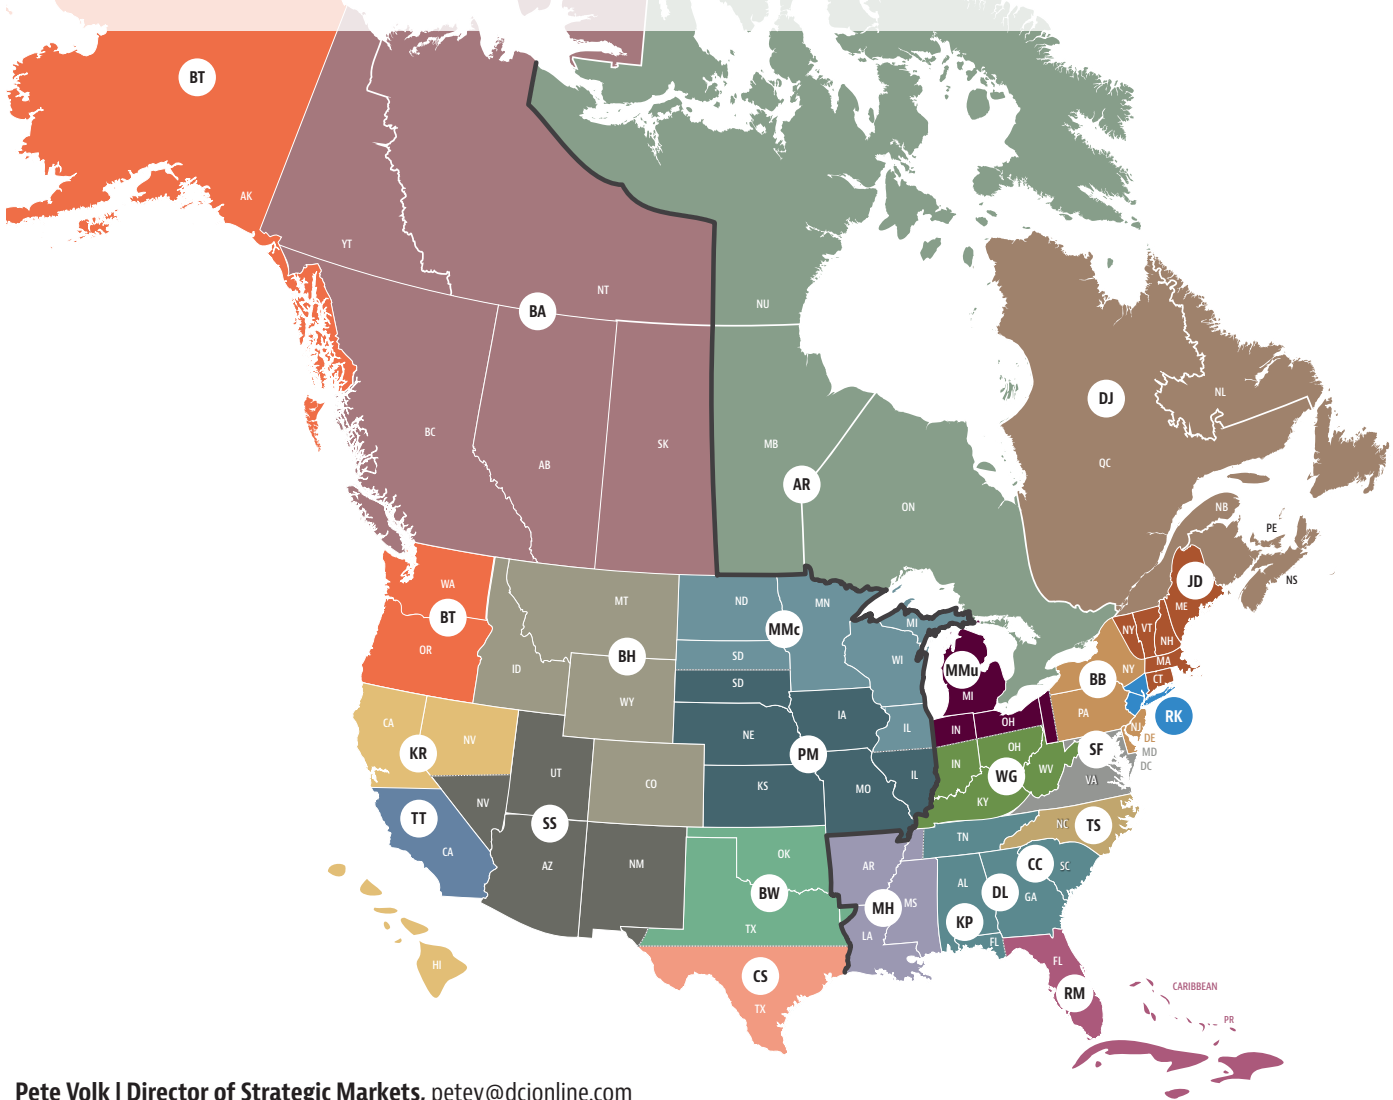 BT
AK
YT
NT
BA
NU
BC
AB
SK
MB
AR
ON
DJ
NL
QC
NB
PE
NS
JD
ME
WA
BT
OR
MT
BH
ID
WY
ND
MN
MMc
SD
SD
MI
WI
IL
MMu
MI
NY
VT
NH
MA
CT
BB
NY
PA
RK
NJ
DE
MD
DC
CA
NV
KR
UT
CO
NE
IA
PM
KS
MO
IL
IN
OH
IN
OH
WG
WV
KY
SF
VA
TT
CA
NV
SS
AZ
NM
OK
BW
TX
AR
MH
MS
LA
TN
NC
TS
CC
SC
AL
DL
GA
KP
FL
FL
RM
HI
CS
TX
CARIBBEAN
PR
Pete Volk | Director of Strategic Markets, petev@dcionline.com